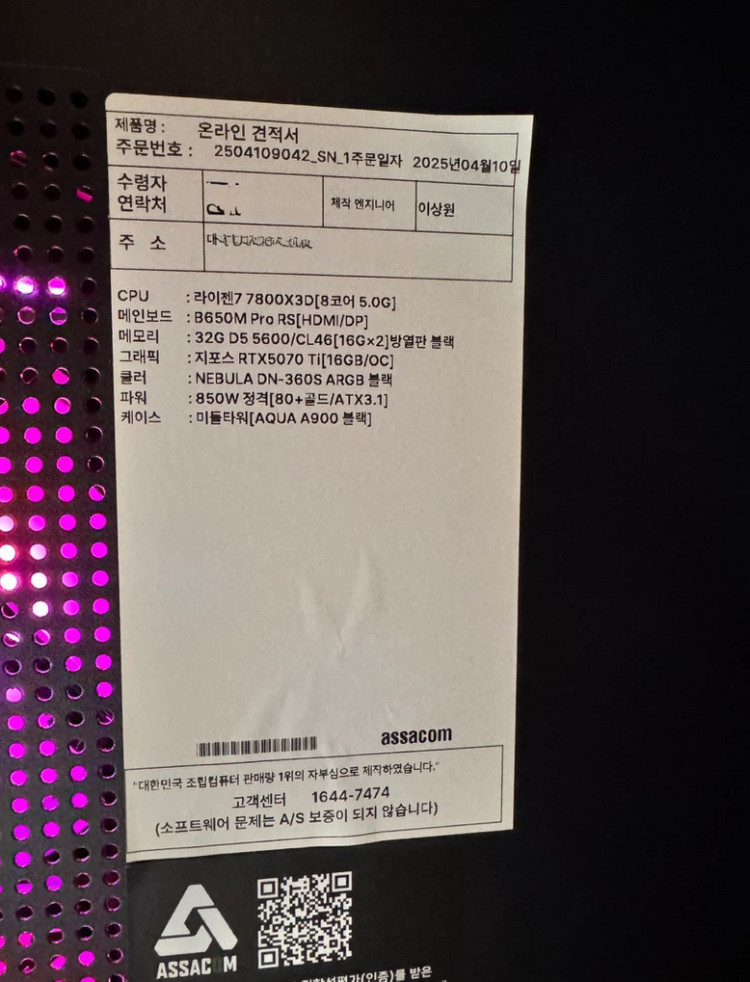 제품명 : 온라인 견적서
주문번호 : 2504109042_SN_1주문일자 2025년04월10일
수령자
연락처
제작 엔지니어 이상원
주 소
CPU : 라이젠7 7800X3D[8코어 5.0G]
메인보드 : B650M Pro RS[HDMI/DP]
메모리 : 32G D5 5600/CL46[16G×2]방열판 블랙
그래픽 : 지포스 RTX5070 Ti[16GB/OC]
쿨러 : NEBULA DN-360S ARGB 블랙
파워 : 850W 정격[80+골드/ATX3.1]
케이스 : 미들타워[AQUA A900 블랙]
assacom
"대한민국 조립컴퓨터 판매량 1위의 자부심으로 제작하였습니다."
고객센터 1644-7474
(소프트웨어 문제는 A/S 보증이 되지 않습니다)
ASSACOM
(인증)를 받은